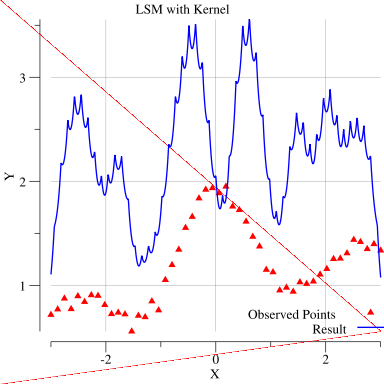 LSM with Kernel
3
2
1
Y
Observed Points
Result
-2
0
2
X